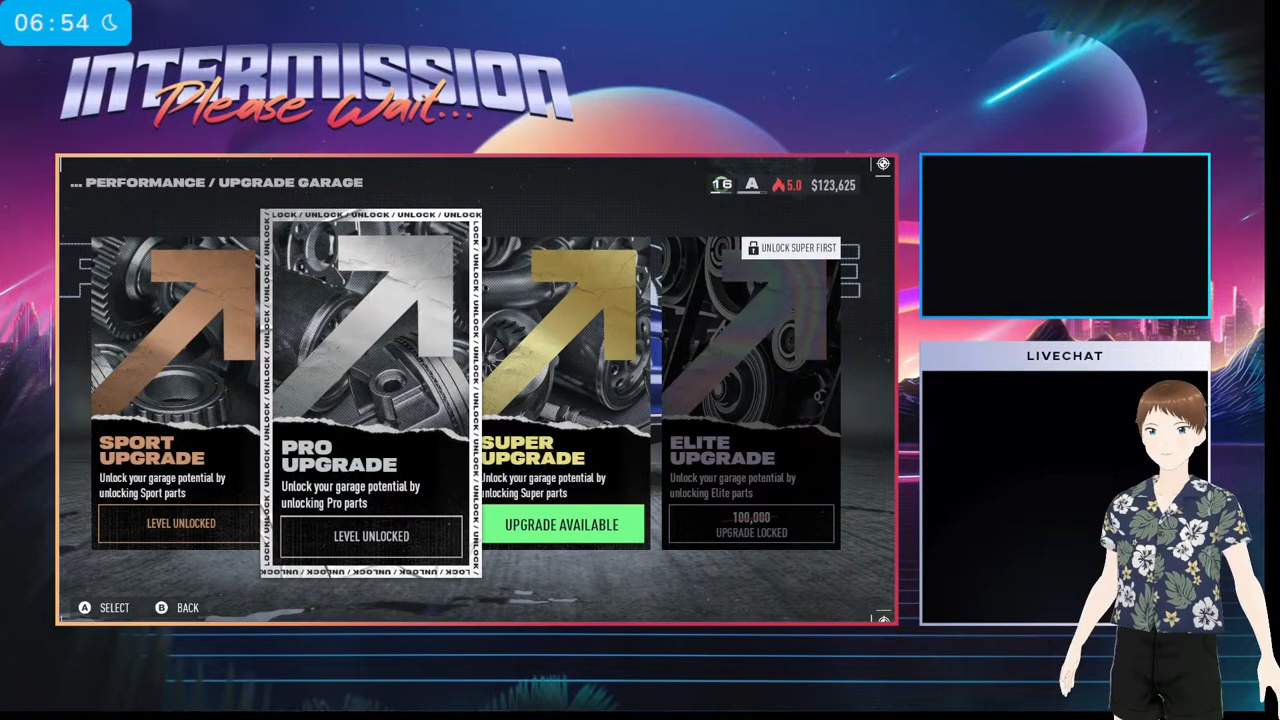 06:54
INTERMISSION
Please Wait...
... PERFORMANCE / UPGRADE GARAGE
16 A 5.0 $123,625
LOCK / UNLOCK / UNLOCK / UNLOCK / UNLOCK
UNLOCK SUPER FIRST
SPORT
UPGRADE
Unlock your garage potential by
unlocking Sport parts
LEVEL UNLOCKED
PRO
UPGRADE
Unlock your garage potential by
unlocking Pro parts
LEVEL UNLOCKED
SUPER
UPGRADE
Unlock your garage potential by
unlocking Super parts
UPGRADE AVAILABLE
ELITE
UPGRADE
Unlock your garage potential by
unlocking Elite parts
100,000
UPGRADE LOCKED
A SELECT B BACK
LIVECHAT